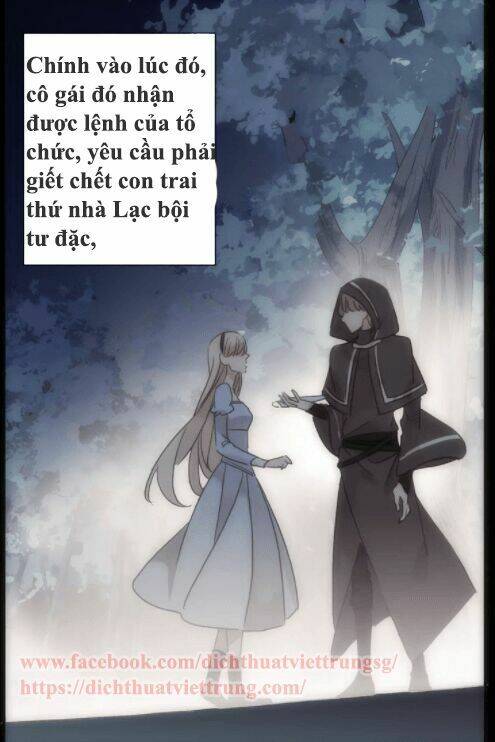 Chính vào lúc đó,
cô gái đó nhận
được lệnh của tổ
chức, yêu cầu phải
giết chết con trai
thứ nhà Lạc bội
tư đặc,
www.facebook.com/dichthuatviettrungsg/
https://dichthuatviettrung.com/